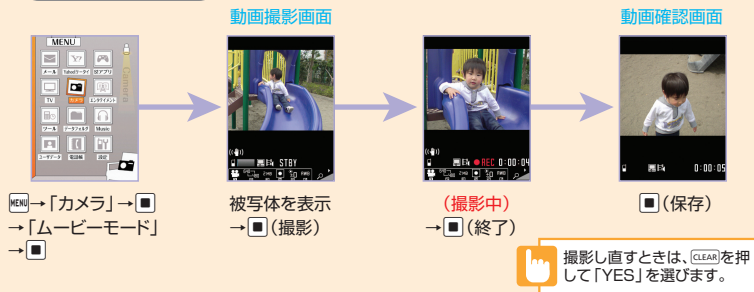 動画撮影画面
動画確認画面
MENU
メール
Yahoo!ケータイ
S!アプリ
TV
カメラ
エンタテイメント
ツール
データフォルダ
Music
ユーザデータ
電話帳
設定
Camera
STBY
REC 0:00:04
0:00:05
MENU→「カメラ」→■
→「ムービーモード」
→■
被写体を表示
→■(撮影)
(撮影中)
→■(終了)
■(保存)
撮影し直すときは、CLEARを押
して「YES」を選びます。